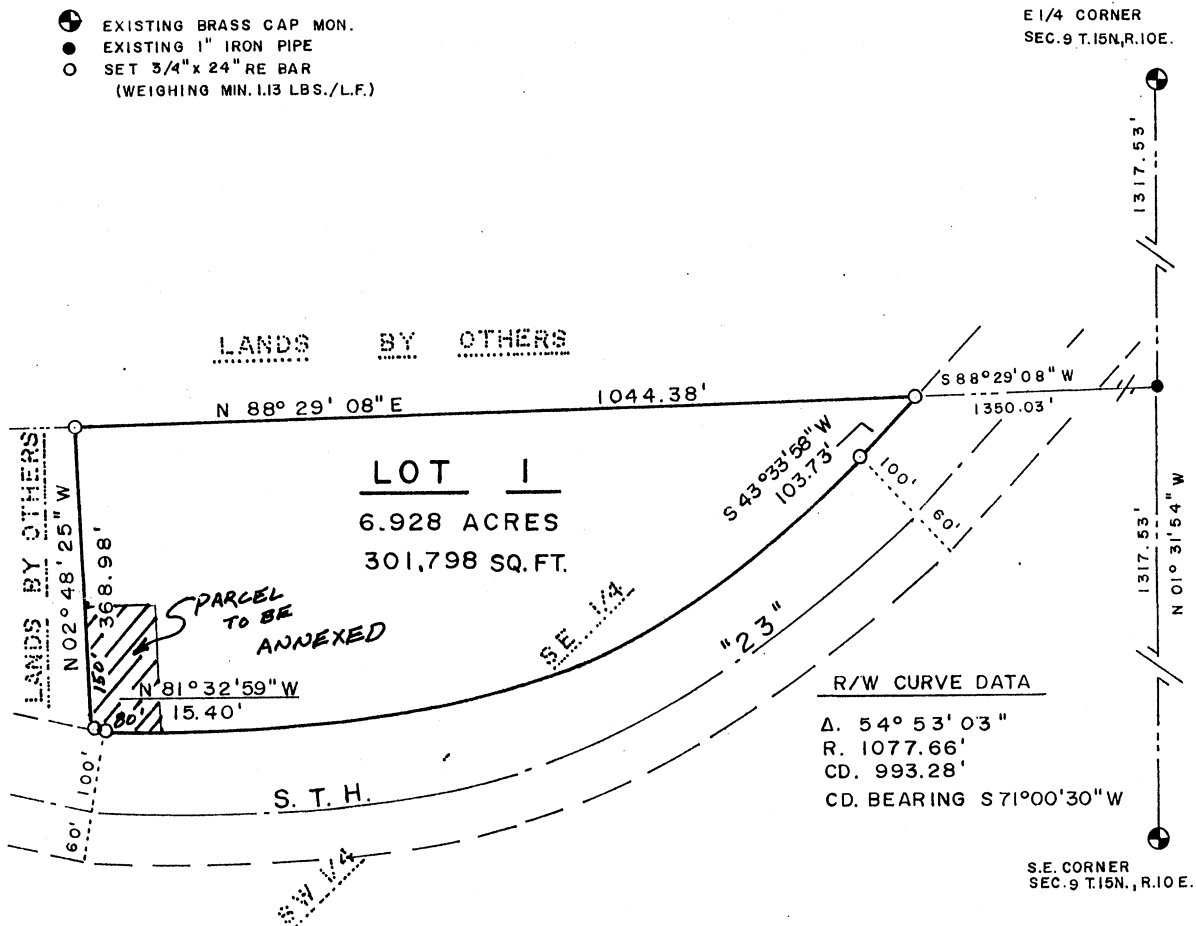 EXISTING BRASS CAP MON.
EXISTING 1" IRON PIPE
SET 3/4" x 24" RE BAR
(WEIGHING MIN. 1.13 LBS./L.F.)
E 1/4 CORNER
SEC. 9 T.15N, R.10E.
1317.53'
LANDS BY OTHERS
N 88° 29' 08" E 1044.38'
S 88° 29' 08" W
1350.03'
LANDS BY OTHERS
N 02° 48' 25" W
368.98'
LOT 1
6.928 ACRES
301,798 SQ. FT.
S 43° 33' 58" W
103.73'
100'
60'
PARCEL
TO BE
ANNEXED
150'
80'
N 81° 32' 59" W
15.40'
S E 1/4
"23"
1317.53'
N 01° 31' 54" W
R/W CURVE DATA
Δ. 54° 53' 03"
R. 1077.66'
CD. 993.28'
CD. BEARING S 71° 00' 30" W
100'
60'
S. T. H.
SW 1/4
S.E. CORNER
SEC. 9 T.15N., R.10 E.